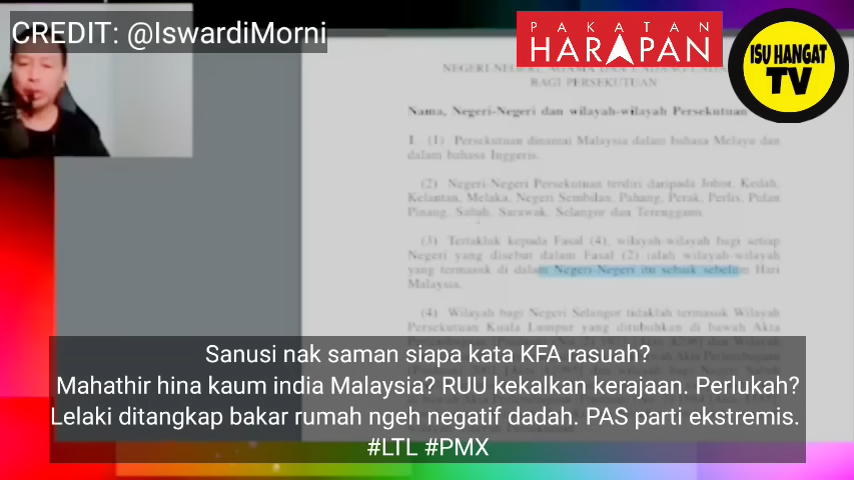 CREDIT: @IswardiMorni
PAKATAN
HARAPAN
ISU HANGAT
TV
BAGI PERSEKUTUAN
Nama, Negeri-Negeri dan wilayah-wilayah Persekutuan
1. (1) Persekutuan dinamai Malaysia dalam bahasa Melayu dan
dalam bahasa Inggeris.
(2) Negeri-Negeri Persekutuan terdiri daripada Johor, Kedah,
Kelantan, Melaka, Negeri Sembilan, Pahang, Perak, Perlis, Pulau
Pinang, Sabah, Sarawak, Selangor dan Terengganu.
(3) Tertakluk kepada Fasal (4), wilayah-wilayah bagi setiap
Negeri yang disebut dalam Fasal (2) ialah wilayah-wilayah
yang termasuk di dalam Negeri-Negeri itu sebaik sebelum Hari
Malaysia.
(4) Wilayah bagi Negeri Selangor tidaklah termasuk Wilayah
Persekutuan Kuala Lumpur yang ditubuhkan di bawah Akta
Sanusi nak saman siapa kata KFA rasuah?
Mahathir hina kaum india Malaysia? RUU kekalkan kerajaan. Perlukah?
Lelaki ditangkap bakar rumah ngeh negatif dadah. PAS parti ekstremis.
#LTL #PMX